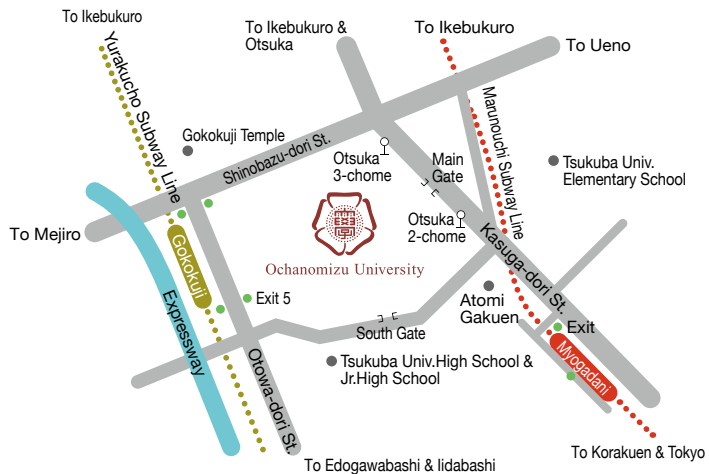 To Ikebukuro
To Ikebukuro &
Otsuka
To Ikebukuro
To Ueno
Yurakucho Subway Line
Marunouchi Subway Line
Gokokuji Temple
Shinobazu-dori St.
Otsuka
3-chome
Main
Gate
Tsukuba Univ.
Elementary School
Otsuka
2-chome
To Mejiro
Gokokuji
Ochanomizu University
Kasuga-dori St.
Expressway
Exit 5
Atomi
Gakuen
Exit
South Gate
Myogadani
Tsukuba Univ.High School &
Jr.High School
Otowa-dori St.
To Korakuen & Tokyo
To Edogawabashi & Iidabashi